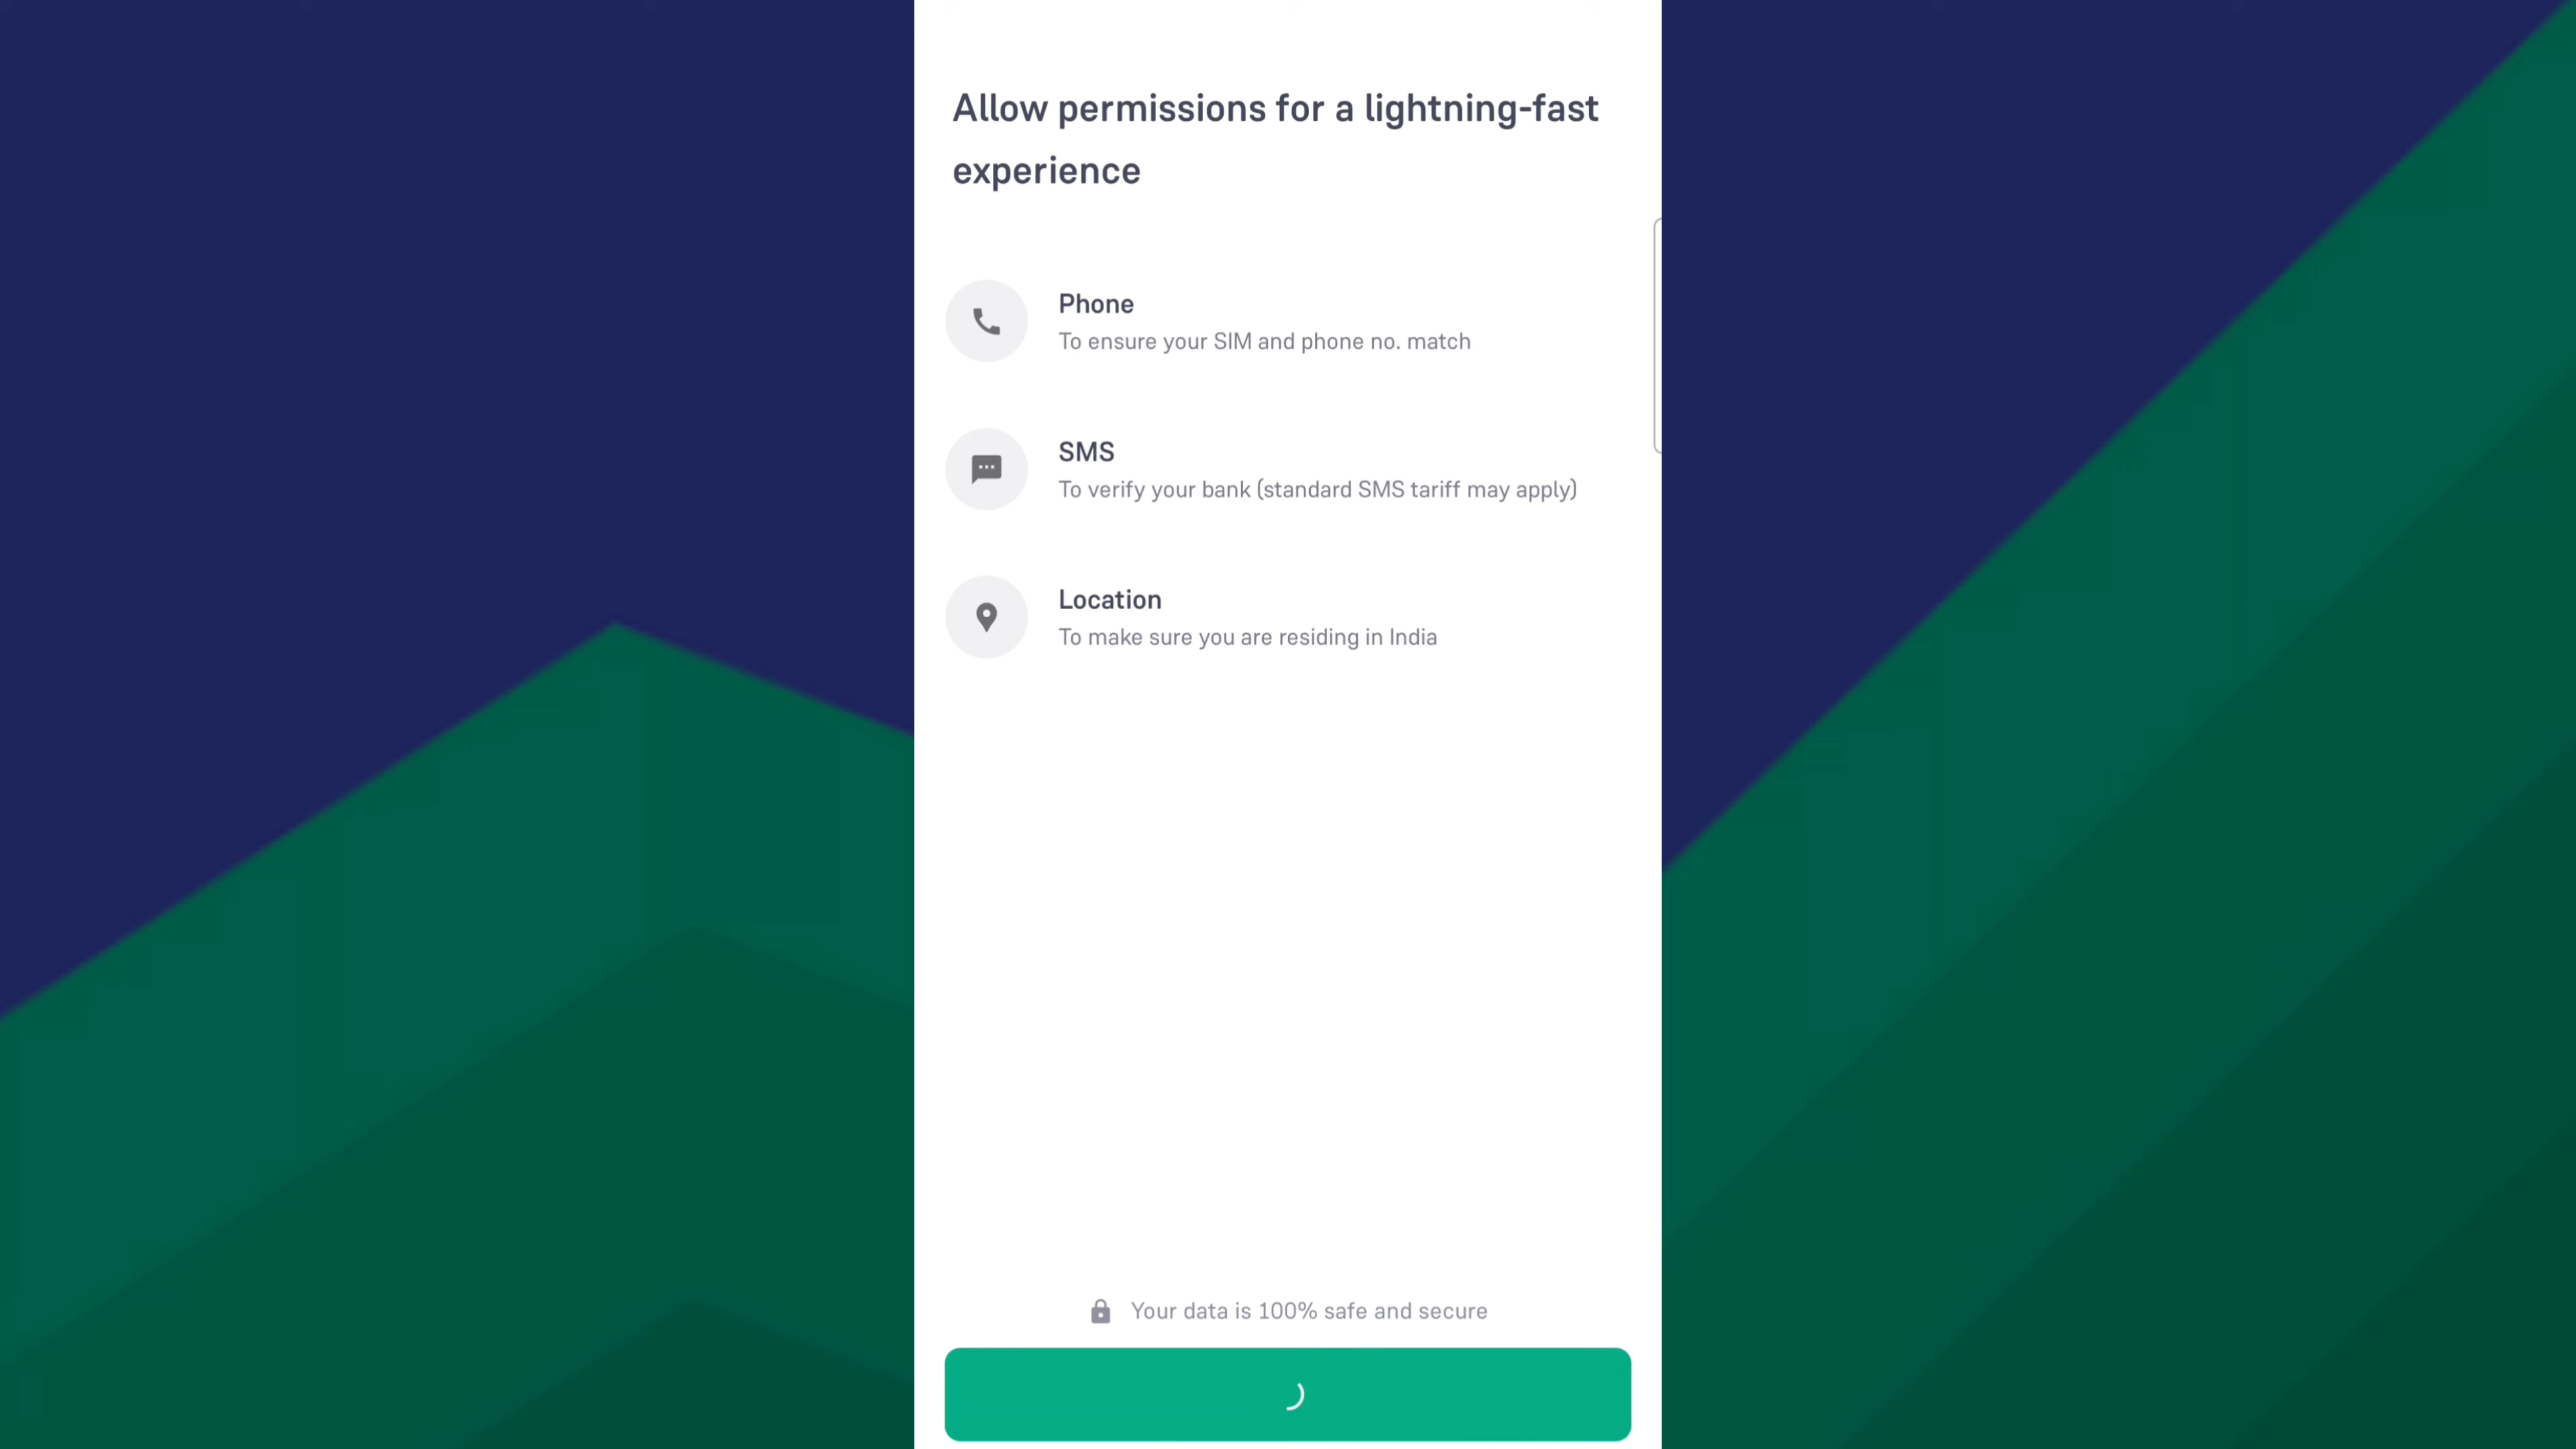 Allow permissions for a lightning-fast
experience
Phone
To ensure your SIM and phone no. match
SMS
To verify your bank (standard SMS tariff may apply)
Location
To make sure you are residing in India
Your data is 100% safe and secure